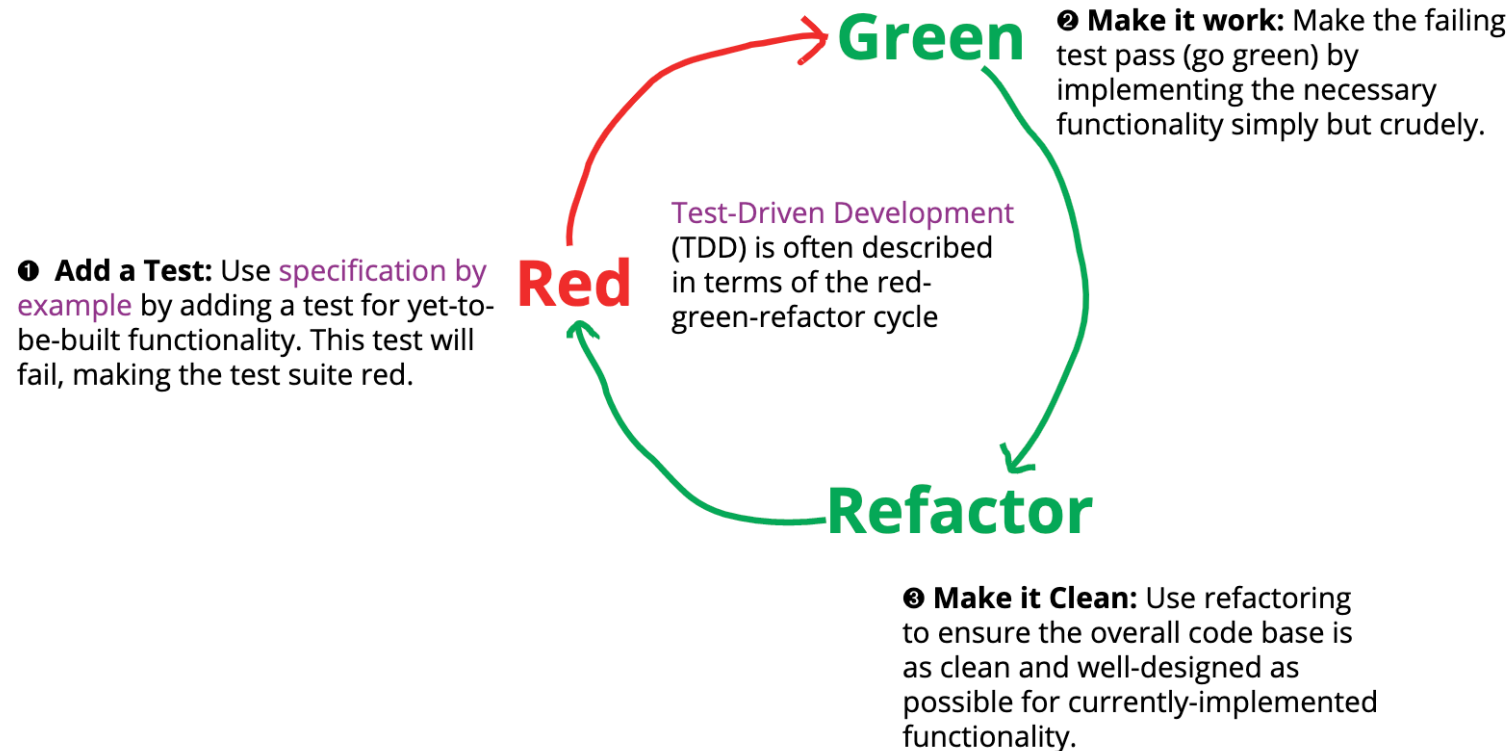 Green
❷ Make it work: Make the failing
test pass (go green) by
implementing the necessary
functionality simply but crudely.
Test-Driven Development
(TDD) is often described
in terms of the red-
green-refactor cycle
❶ Add a Test: Use specification by
example by adding a test for yet-to-
be-built functionality. This test will
fail, making the test suite red.
Red
Refactor
❸ Make it Clean: Use refactoring
to ensure the overall code base is
as clean and well-designed as
possible for currently-implemented
functionality.